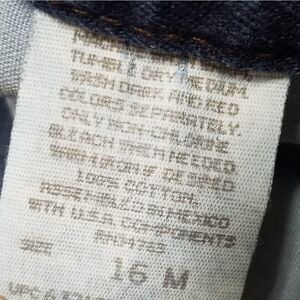 TUMBLE DRY MEDIUM.
WASH DARK AND RED
COLORS SEPARATELY.
ONLY NON-CHLORINE
BLEACH WHEN NEEDED
WARM IRON IF DESIRED
100% COTTON.
ASSEMBLED IN MEXICO
WITH U.S.A COMPONENTS
SIZE
16 M
UPC